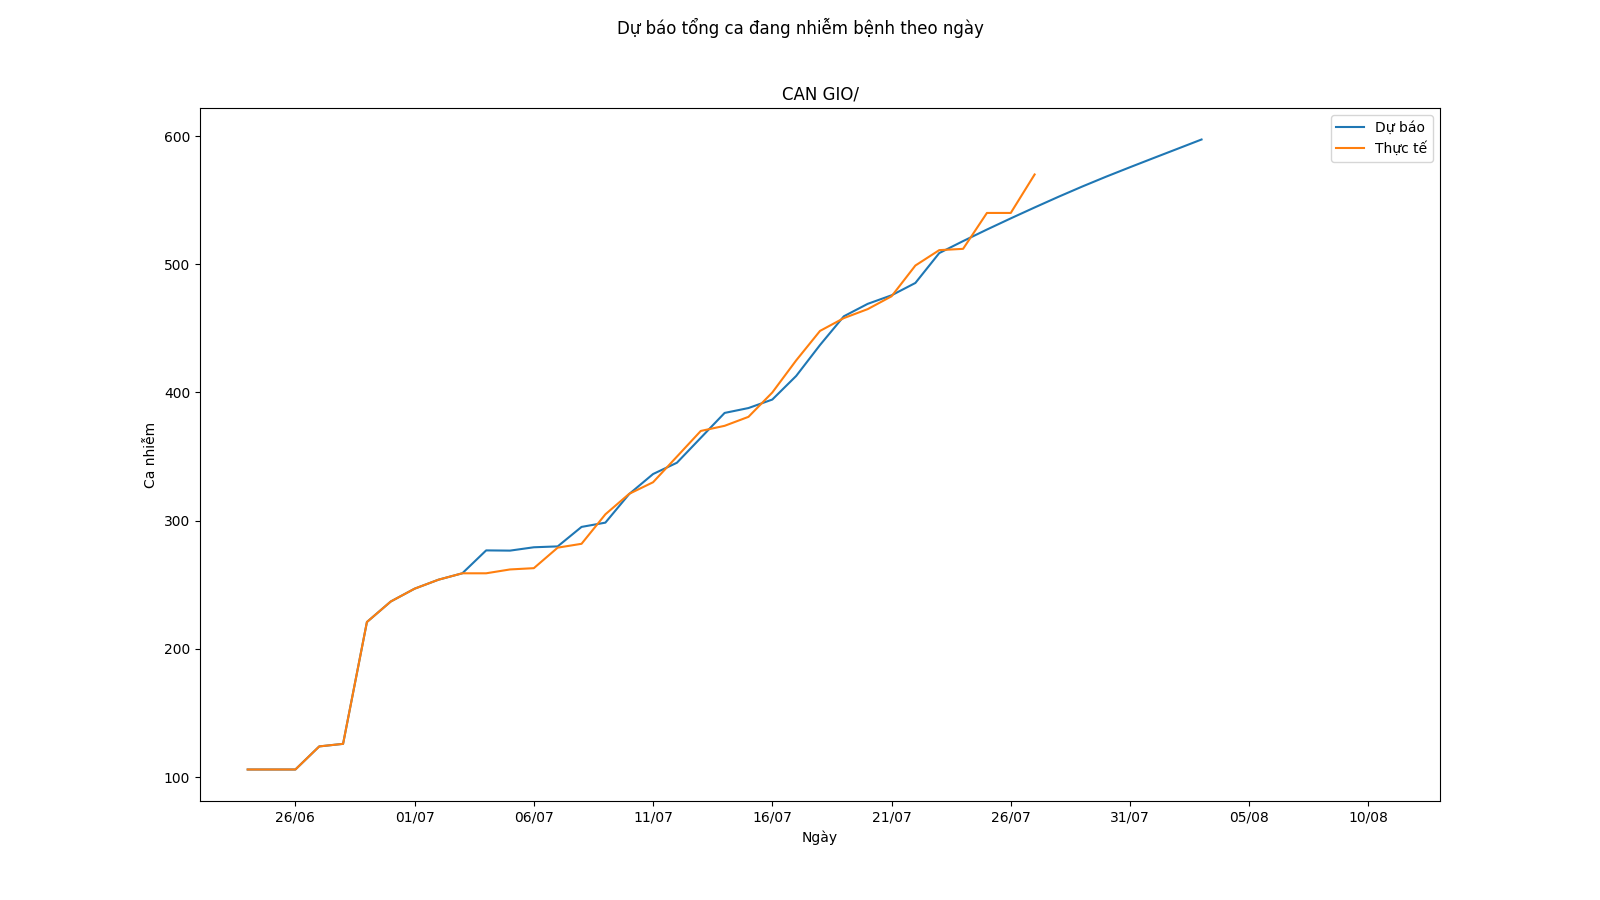 Dự báo tổng ca đang nhiễm bệnh theo ngày
CAN GIO/
Dự báo
Thực tế
600
500
400
300
200
100
Ca nhiễm
26/06
01/07
06/07
11/07
16/07
21/07
26/07
31/07
05/08
10/08
Ngày